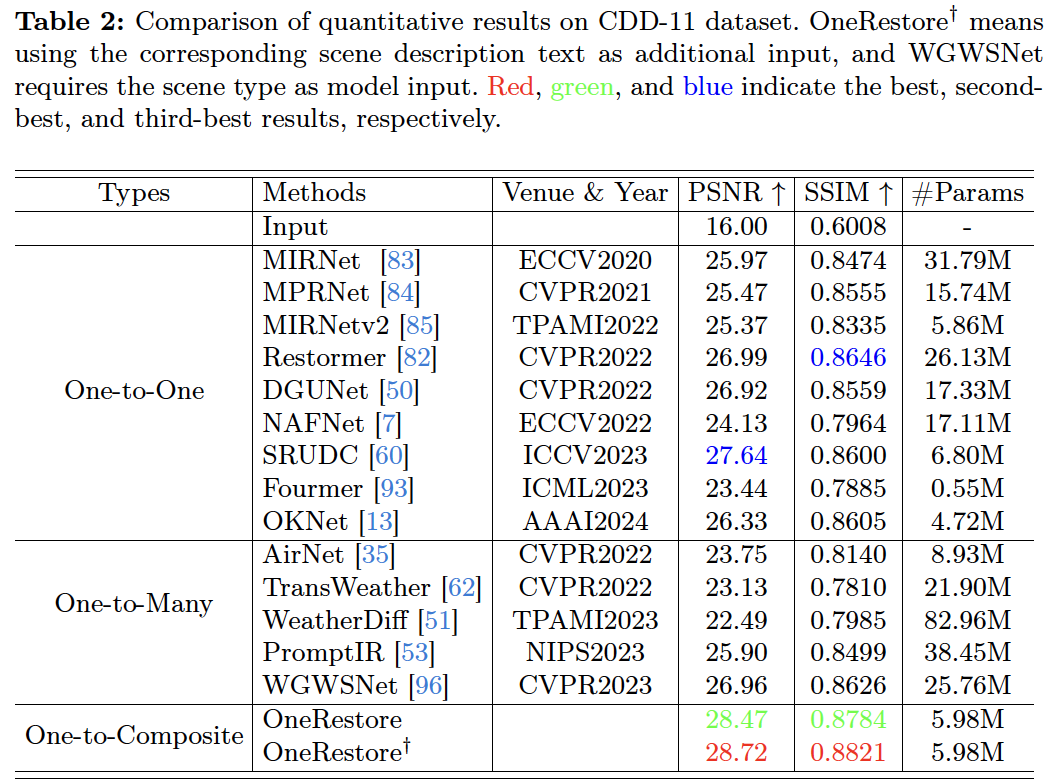 Table 2: Comparison of quantitative results on CDD-11 dataset. OneRestore† means
using the corresponding scene description text as additional input, and WGWSNet
requires the scene type as model input. Red, green, and blue indicate the best, second-
best, and third-best results, respectively.
Types Methods Venue & Year PSNR ↑ SSIM ↑ #Params
Input 16.00 0.6008 -
One-to-One
MIRNet [83] ECCV2020 25.97 0.8474 31.79M
MPRNet [84] CVPR2021 25.47 0.8555 15.74M
MIRNetv2 [85] TPAMI2022 25.37 0.8335 5.86M
Restormer [82] CVPR2022 26.99 0.8646 26.13M
DGUNet [50] CVPR2022 26.92 0.8559 17.33M
NAFNet [7] ECCV2022 24.13 0.7964 17.11M
SRUDC [60] ICCV2023 27.64 0.8600 6.80M
Fourmer [93] ICML2023 23.44 0.7885 0.55M
OKNet [13] AAAI2024 26.33 0.8605 4.72M
One-to-Many
AirNet [35] CVPR2022 23.75 0.8140 8.93M
TransWeather [62] CVPR2022 23.13 0.7810 21.90M
WeatherDiff [51] TPAMI2023 22.49 0.7985 82.96M
PromptIR [53] NIPS2023 25.90 0.8499 38.45M
WGWSNet [96] CVPR2023 26.96 0.8626 25.76M
One-to-Composite
OneRestore 28.47 0.8784 5.98M
OneRestore† 28.72 0.8821 5.98M